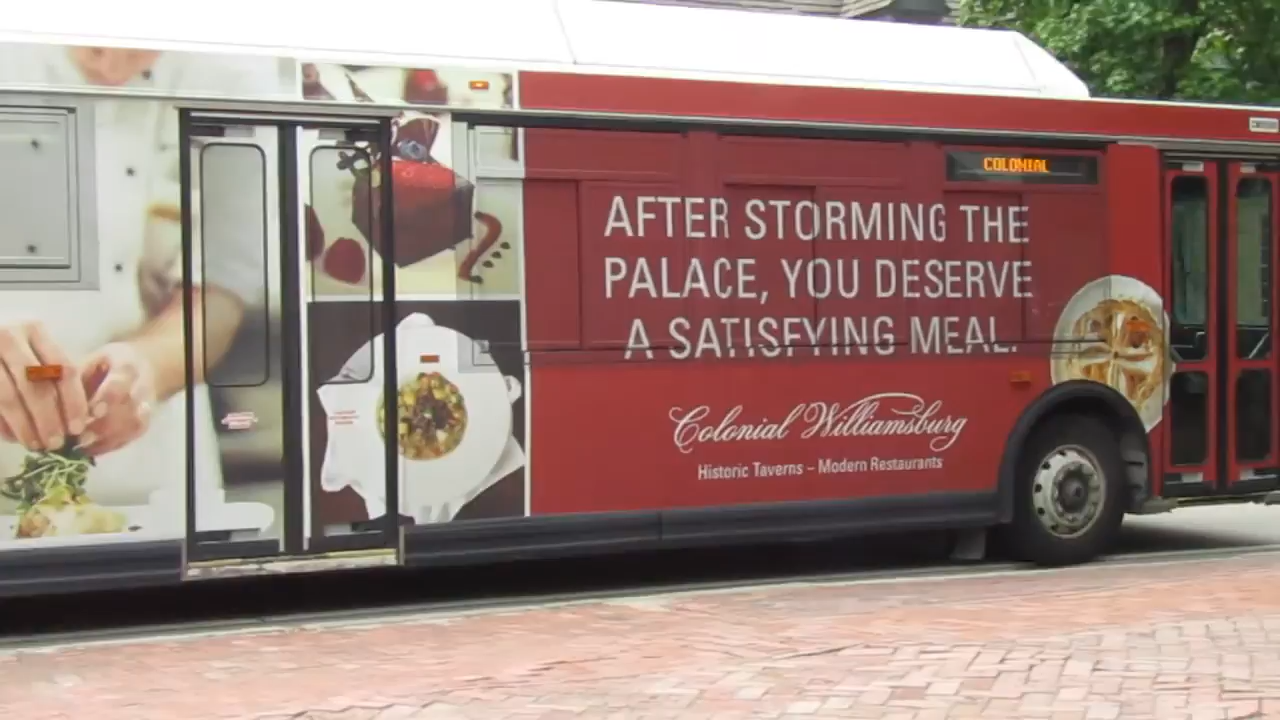 COLONIAL
AFTER STORMING THE
PALACE, YOU DESERVE
A SATISFYING MEAL.
Colonial Williamsburg
Historic Taverns – Modern Restaurants